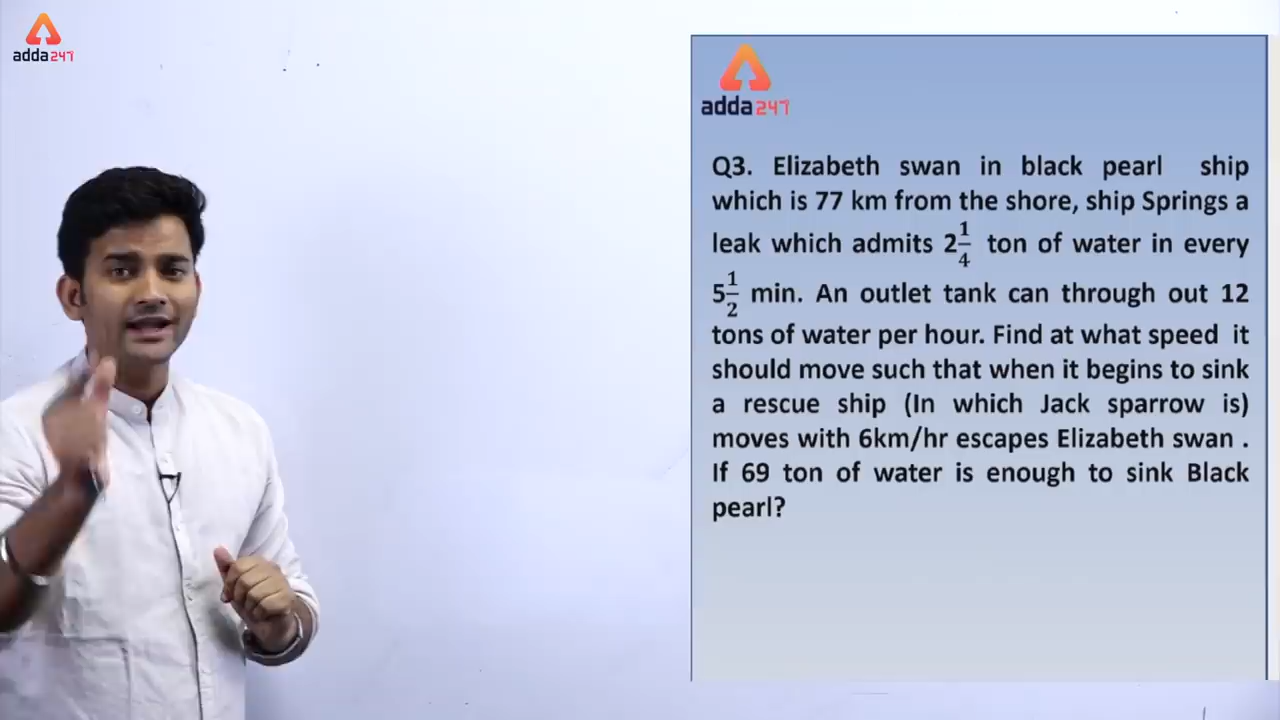 adda247
adda247
Q3. Elizabeth swan in black pearl ship
which is 77 km from the shore, ship Springs a
leak which admits 2 1/4 ton of water in every
5 1/2 min. An outlet tank can through out 12
tons of water per hour. Find at what speed it
should move such that when it begins to sink
a rescue ship (In which Jack sparrow is)
moves with 6km/hr escapes Elizabeth swan .
If 69 ton of water is enough to sink Black
pearl?